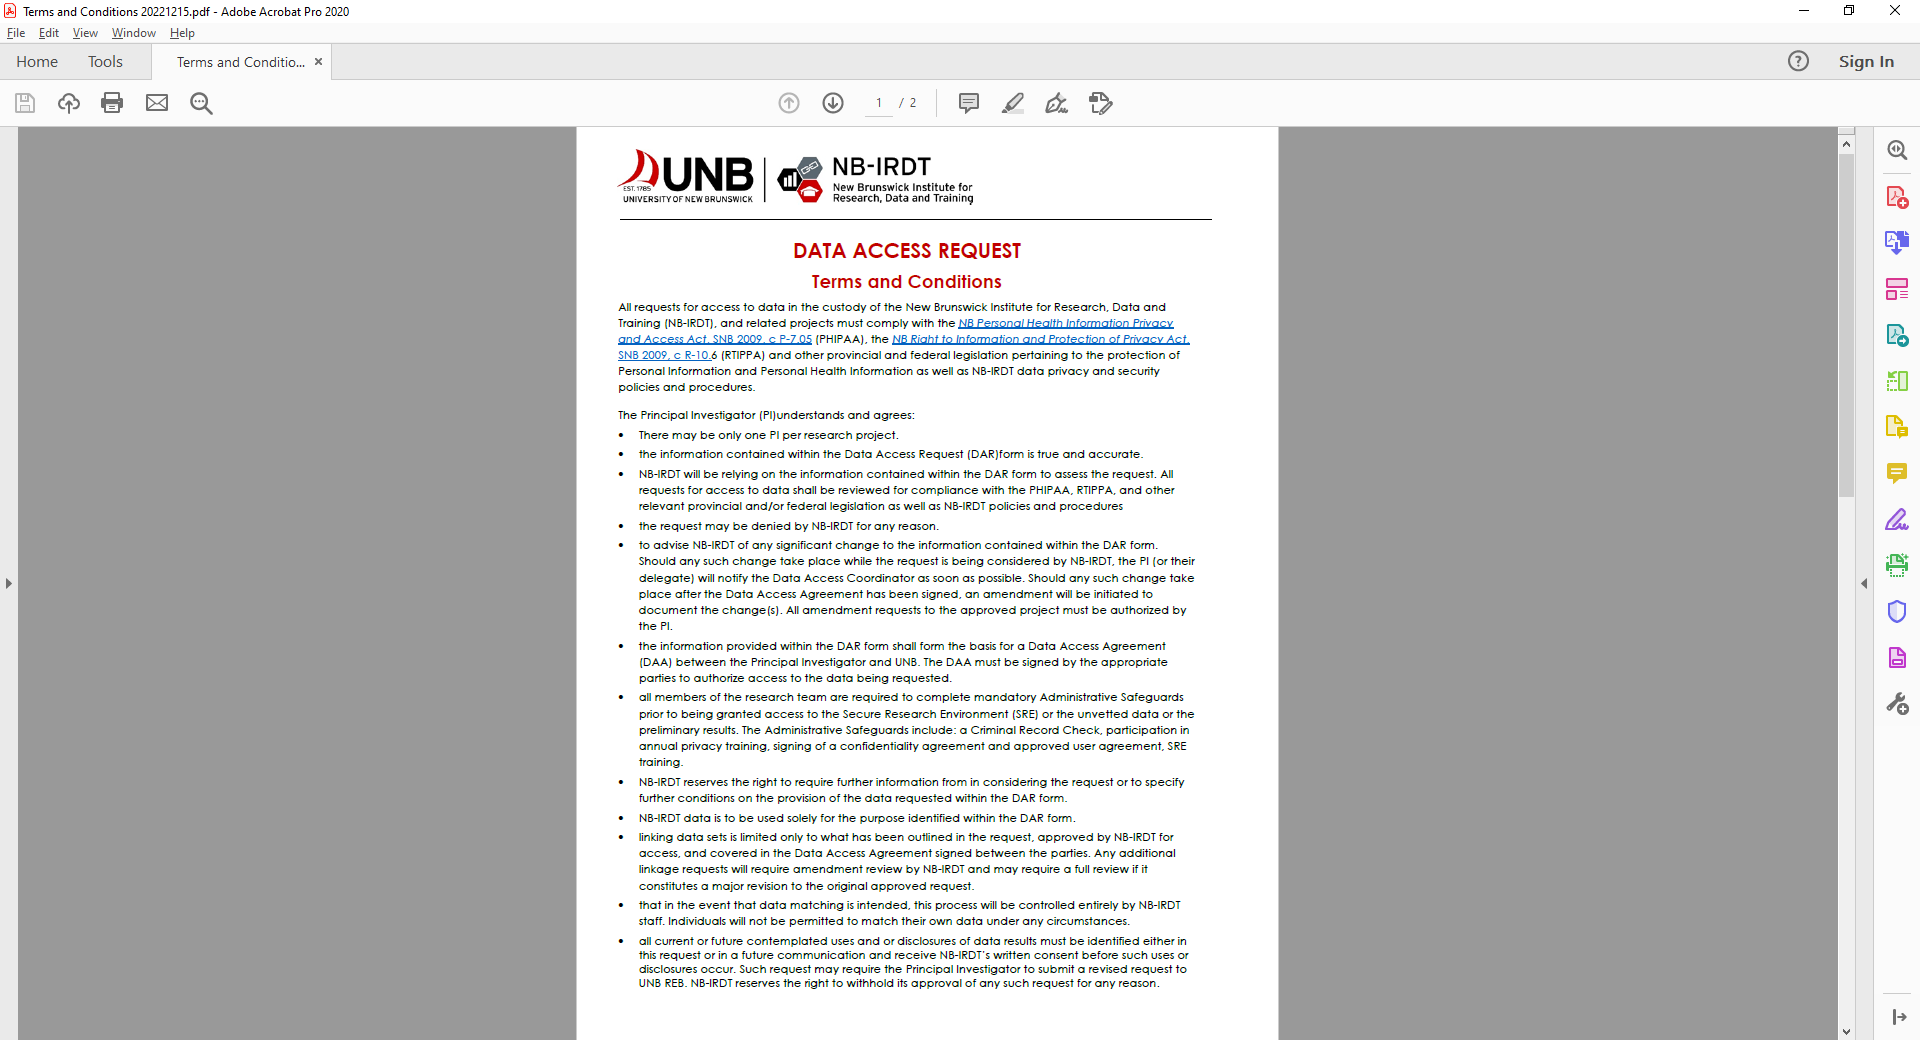 Terms and Conditions 20221215.pdf - Adobe Acrobat Pro 2020
File Edit View Window Help
Home Tools Terms and Conditio... × Sign In
1 / 2
UNB
EST. 1785
UNIVERSITY OF NEW BRUNSWICK
NB-IRDT
New Brunswick Institute for
Research, Data and Training
DATA ACCESS REQUEST
Terms and Conditions
All requests for access to data in the custody of the New Brunswick Institute for Research, Data and
Training (NB-IRDT), and related projects must comply with the NB Personal Health Information Privacy
and Access Act, SNB 2009, c P-7.05 (PHIPAA), the NB Right to Information and Protection of Privacy Act,
SNB 2009, c R-10.6 (RTIPPA) and other provincial and federal legislation pertaining to the protection of
Personal Information and Personal Health Information as well as NB-IRDT data privacy and security
policies and procedures.
The Principal Investigator (PI)understands and agrees:
• There may be only one PI per research project.
• the information contained within the Data Access Request (DAR)form is true and accurate.
• NB-IRDT will be relying on the information contained within the DAR form to assess the request. All
requests for access to data shall be reviewed for compliance with the PHIPAA, RTIPPA, and other
relevant provincial and/or federal legislation as well as NB-IRDT policies and procedures
• the request may be denied by NB-IRDT for any reason.
• to advise NB-IRDT of any significant change to the information contained within the DAR form.
Should any such change take place while the request is being considered by NB-IRDT, the PI (or their
delegate) will notify the Data Access Coordinator as soon as possible. Should any such change take
place after the Data Access Agreement has been signed, an amendment will be initiated to
document the change(s). All amendment requests to the approved project must be authorized by
the PI.
• the information provided within the DAR form shall form the basis for a Data Access Agreement
(DAA) between the Principal Investigator and UNB. The DAA must be signed by the appropriate
parties to authorize access to the data being requested.
• all members of the research team are required to complete mandatory Administrative Safeguards
prior to being granted access to the Secure Research Environment (SRE) or the unvetted data or the
preliminary results. The Administrative Safeguards include: a Criminal Record Check, participation in
annual privacy training, signing of a confidentiality agreement and approved user agreement, SRE
training.
• NB-IRDT reserves the right to require further information from in considering the request or to specify
further conditions on the provision of the data requested within the DAR form.
• NB-IRDT data is to be used solely for the purpose identified within the DAR form.
• linking data sets is limited only to what has been outlined in the request, approved by NB-IRDT for
access, and covered in the Data Access Agreement signed between the parties. Any additional
linkage requests will require amendment review by NB-IRDT and may require a full review if it
constitutes a major revision to the original approved request.
• that in the event that data matching is intended, this process will be controlled entirely by NB-IRDT
staff. Individuals will not be permitted to match their own data under any circumstances.
• all current or future contemplated uses and or disclosures of data results must be identified either in
this request or in a future communication and receive NB-IRDT's written consent before such uses or
disclosures occur. Such request may require the Principal Investigator to submit a revised request to
UNB REB. NB-IRDT reserves the right to withhold its approval of any such request for any reason.